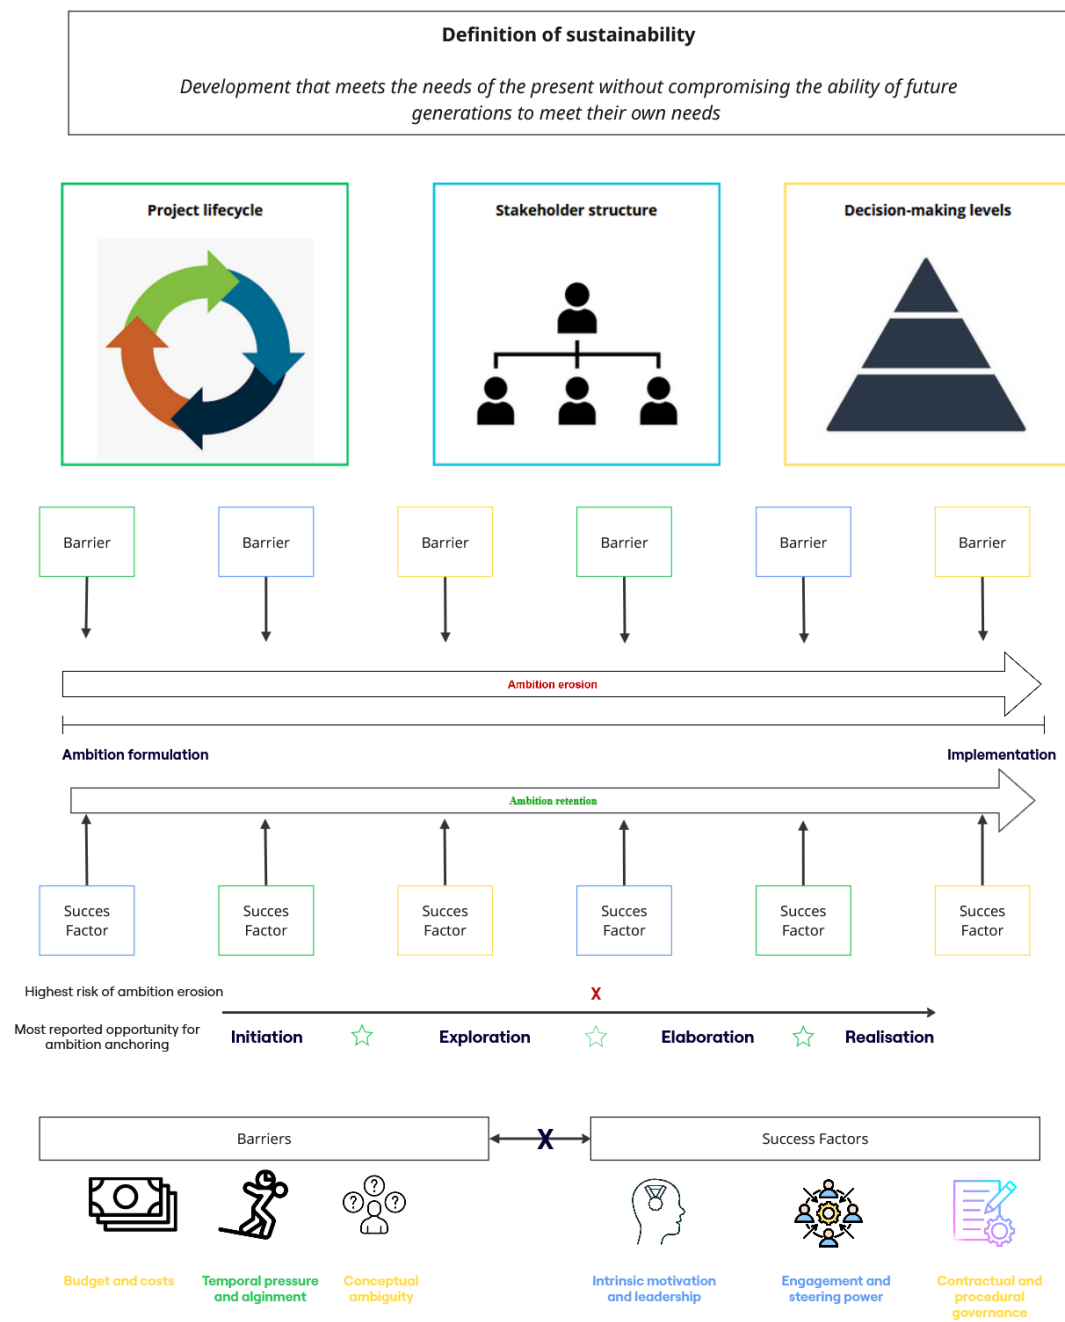 Definition of sustainability
Development that meets the needs of the present without compromising the ability of future
generations to meet their own needs
Project lifecycle
Stakeholder structure
Decision-making levels
Barrier
Barrier
Barrier
Barrier
Barrier
Barrier
Ambition erosion
Ambition formulation
Implementation
Ambition retention
Succes
Factor
Succes
Factor
Succes
Factor
Succes
Factor
Succes
Factor
Succes
Factor
Highest risk of ambition erosion
X
Most reported opportunity for
ambition anchoring
Initiation
Exploration
Elaboration
Realisation
Barriers
X
Success Factors
? ? ?
Budget and costs
Temporal pressure
and alginment
Conceptual
ambiguity
Intrinsic motivation
and leadership
Engagement and
steering power
Contractual and
procedural
governance